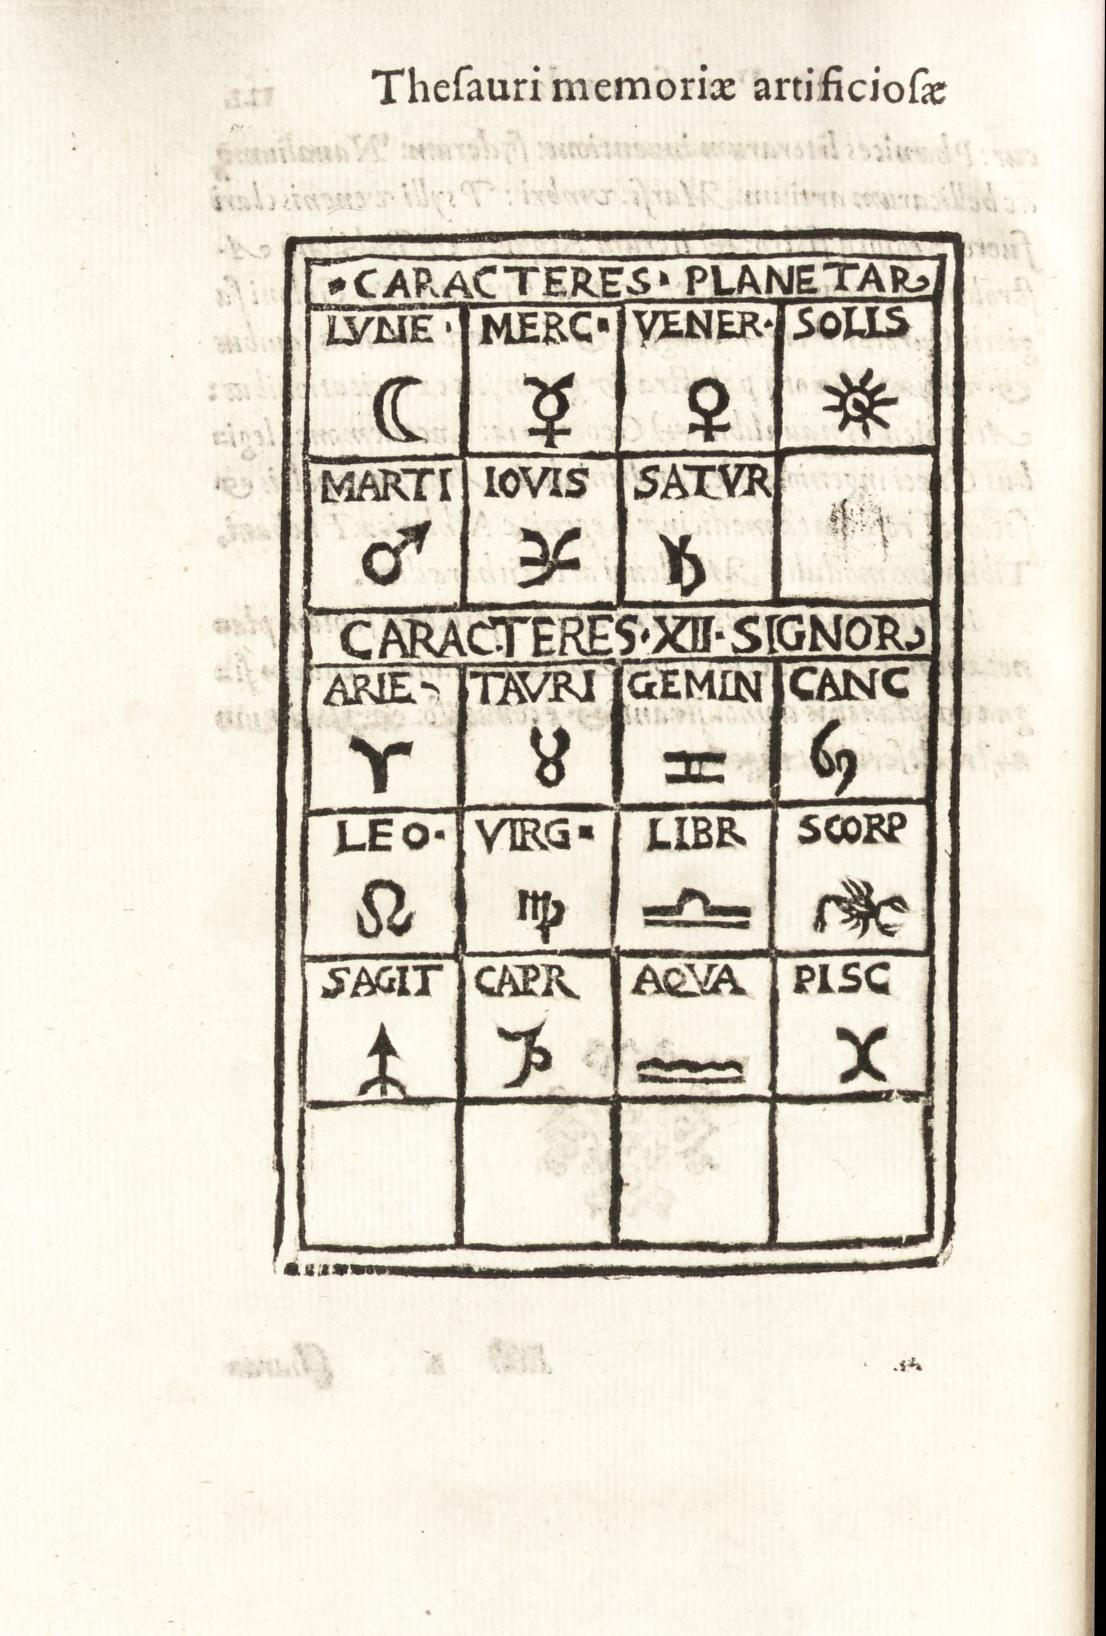 Theſauri memoriæ artificioſæ
·CARACTERES· PLANETAR
LVNE· MERC· VENER· SOLIS
☾ ☿ ♀ ☼
MARTI IOVIS SATVR
♂ ♃ ♄
CARACTERES·XII·SIGNOR
ARIE TAVRI GEMIN CANC
♈ ♉ ♊ ♋
LEO· VIRG· LIBR SCORP
♌ ♍ ♎ ♏
SAGIT CAPR AQVA PISC
♐ ♑ ♒ ♓